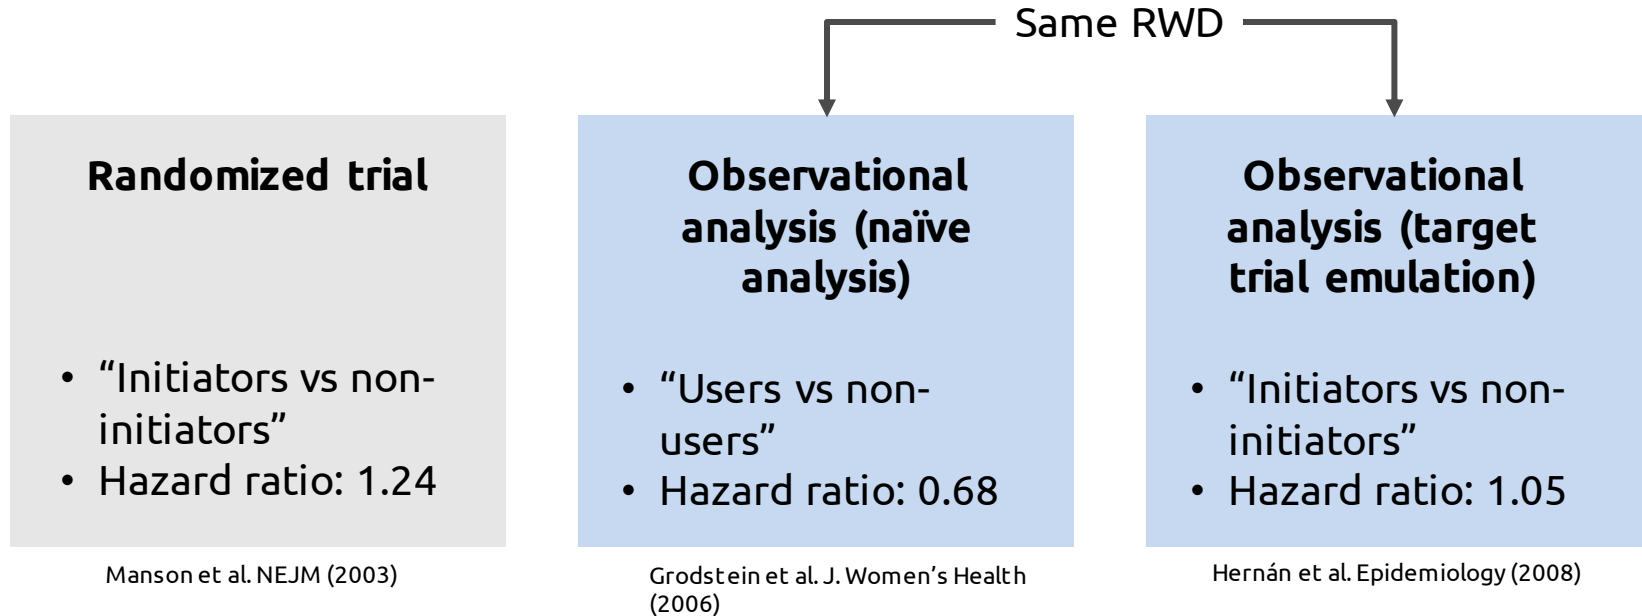 Same RWD
Randomized trial
• “Initiators vs non-
initiators”
• Hazard ratio: 1.24
Manson et al. NEJM (2003)
Observational
analysis (naïve
analysis)
• “Users vs non-
users”
• Hazard ratio: 0.68
Grodstein et al. J. Women’s Health
(2006)
Observational
analysis (target
trial emulation)
• “Initiators vs non-
initiators”
• Hazard ratio: 1.05
Hernán et al. Epidemiology (2008)